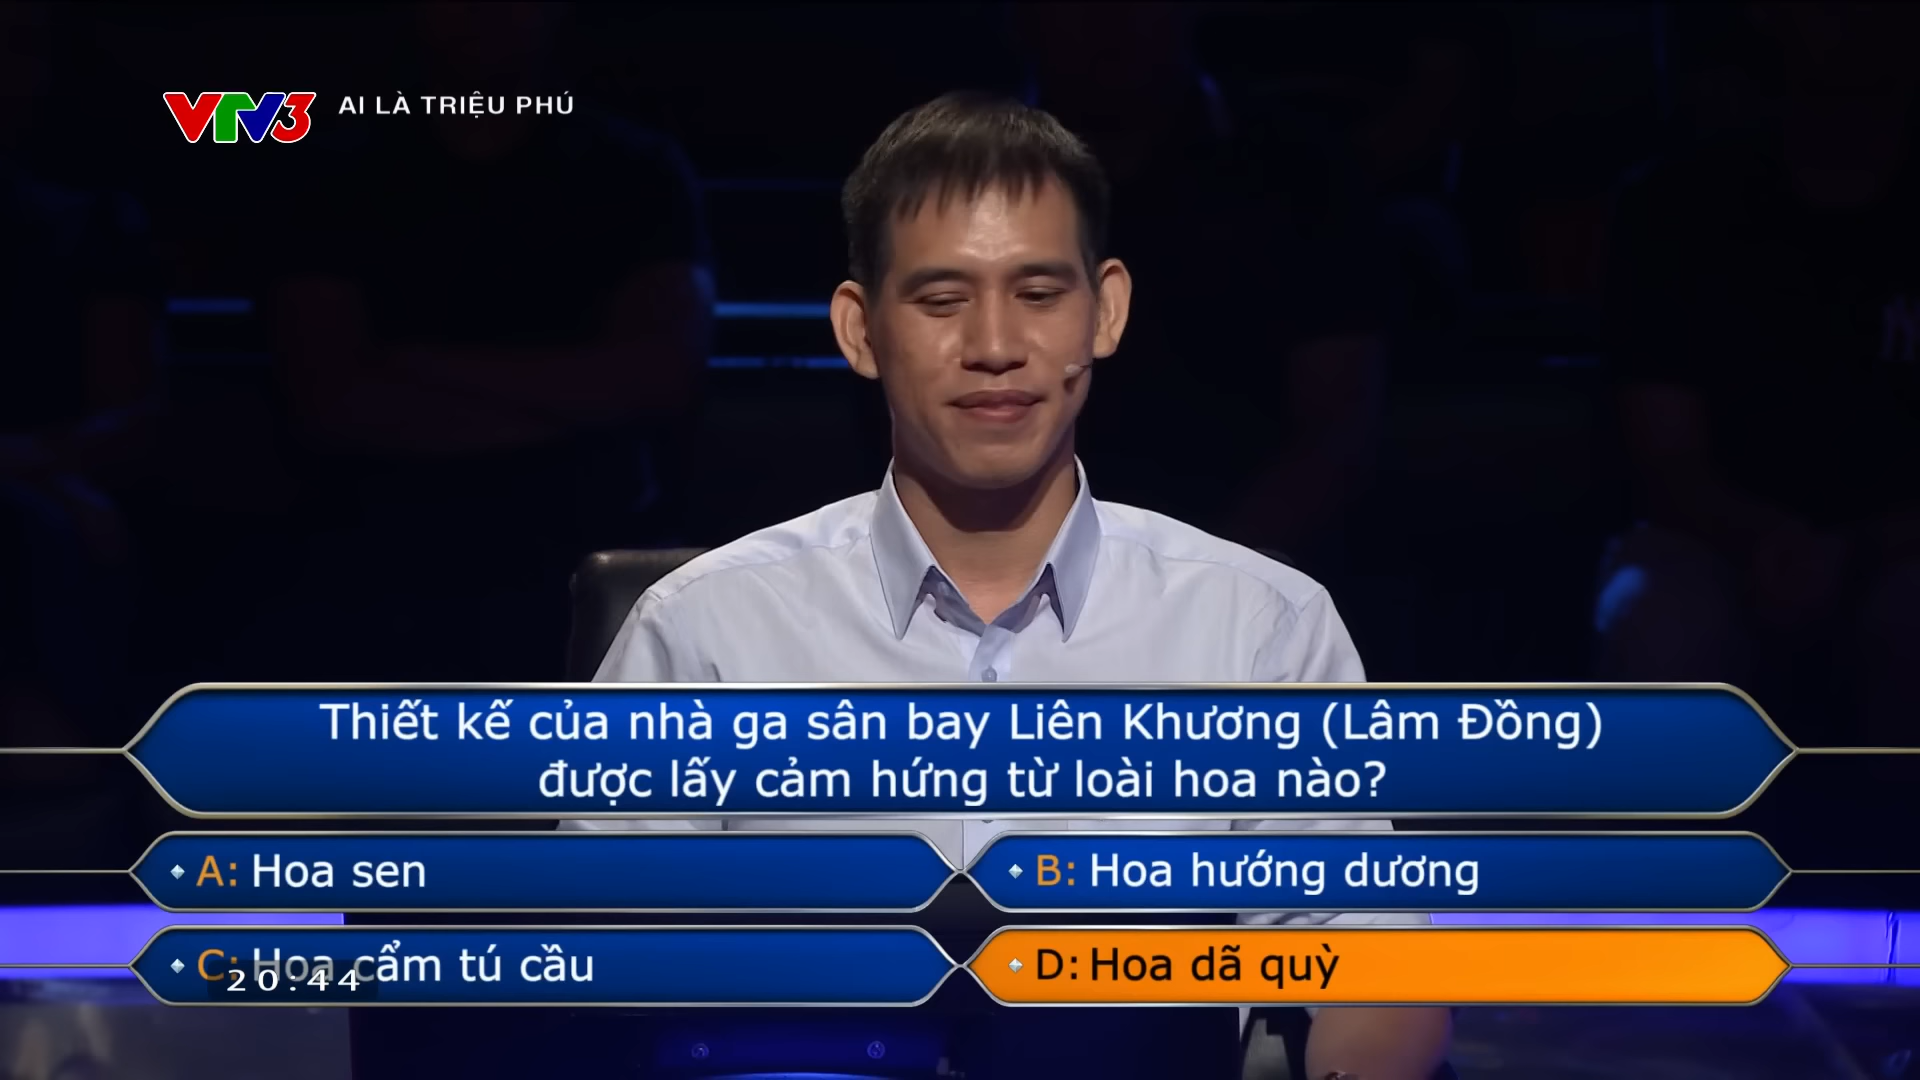 VTV3 AI LÀ TRIỆU PHÚ
Thiết kế của nhà ga sân bay Liên Khương (Lâm Đồng)
được lấy cảm hứng từ loài hoa nào?
A: Hoa sen
B: Hoa hướng dương
C: Hoa cẩm tú cầu
D: Hoa dã quỳ
20:44